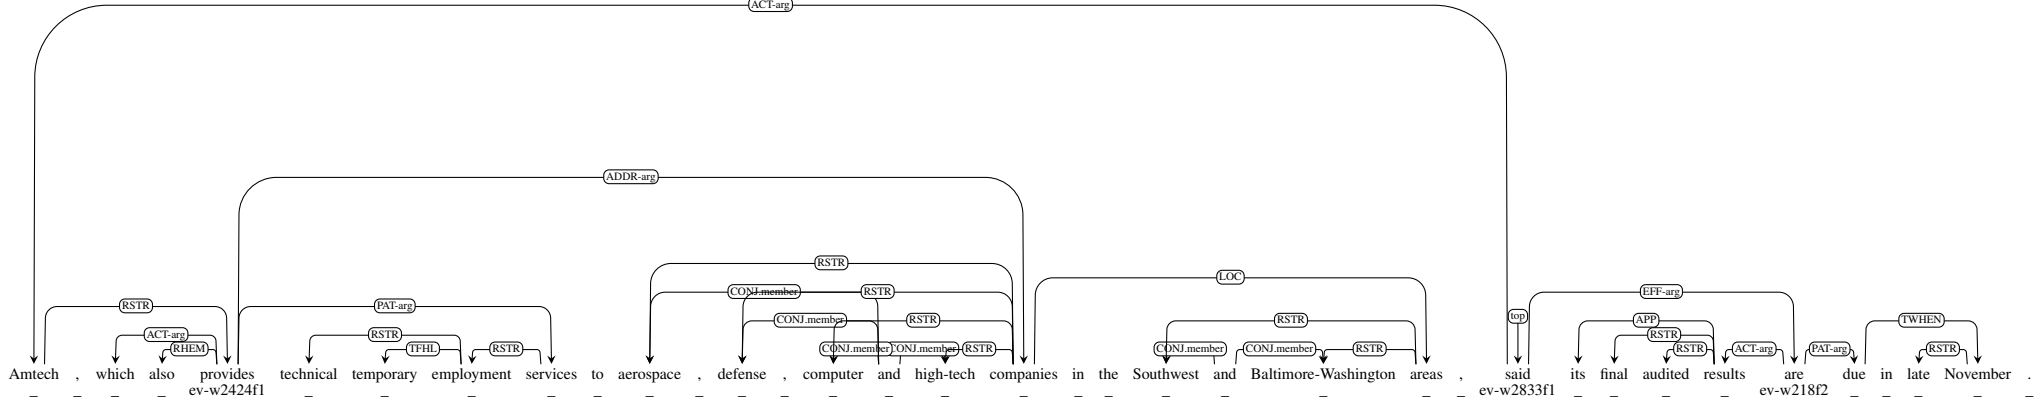 ACT-arg
ADDR-arg
RSTR
LOC
CONJ.member RSTR EFF-arg
RSTR PAT-arg
top
CONJ.member RSTR RSTR APP TWHEN
ACT-arg RSTR RSTR
RHEM TFHL RSTR CONJ.member CONJ.member RSTR CONJ.member CONJ.member RSTR RSTR ACT-arg PAT-arg RSTR
Amtech , which also provides technical temporary employment services to aerospace , defense , computer and high-tech companies in the Southwest and Baltimore-Washington areas , said its final audited results are due in late November .
_ _ _ _ ev-w2424f1 _ _ _ _ _ _ _ _ _ _ _ _ _ _ _ _ _ _ _ _ _ ev-w2833f1 _ _ _ _ ev-w218f2 _ _ _ _ _